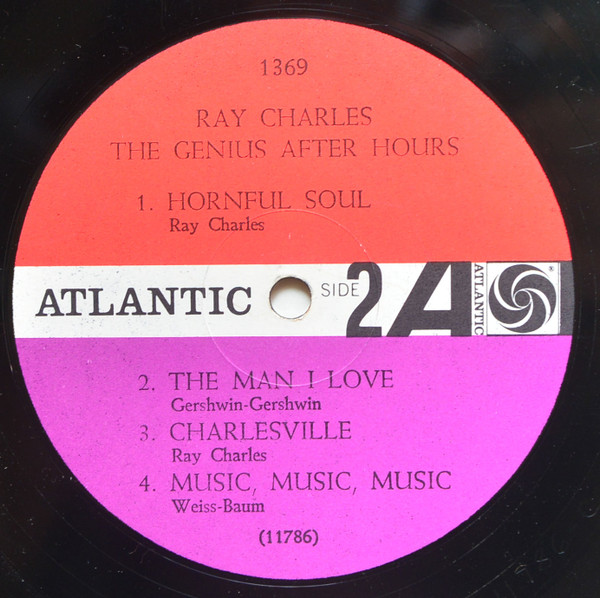 1369
RAY CHARLES
THE GENIUS AFTER HOURS
1. HORNFUL SOUL
Ray Charles
ATLANTIC SIDE 2 A ATLANTIC ®
2. THE MAN I LOVE
Gershwin-Gershwin
3. CHARLESVILLE
Ray Charles
4. MUSIC, MUSIC, MUSIC
Weiss-Baum
(11786)